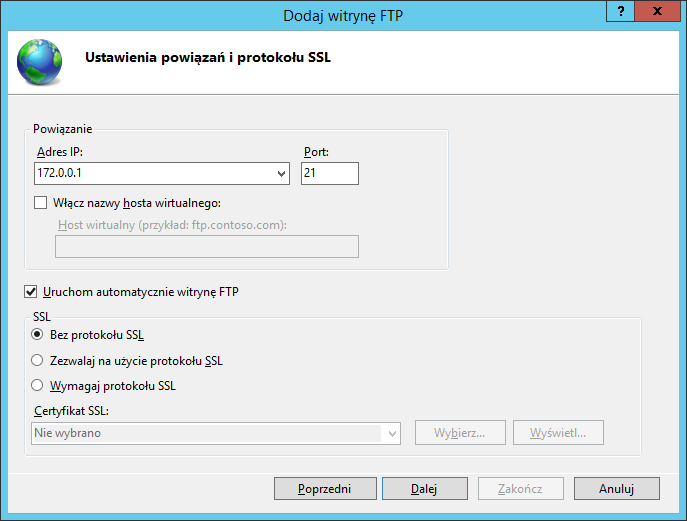 Dodaj witrynę FTP
?
x
Ustawienia powiązań i protokołu SSL
Powiązanie
Adres IP:
Port:
172.0.0.1
21
Włącz nazwy hosta wirtualnego:
Host wirtualny (przykład: ftp.contoso.com):
Uruchom automatycznie witrynę FTP
SSL
Bez protokołu SSL
Zezwalaj na użycie protokołu SSL
Wymagaj protokołu SSL
Certyfikat SSL:
Nie wybrano
Wybierz...
Wyświetl...
Poprzedni
Dalej
Zakończ
Anuluj